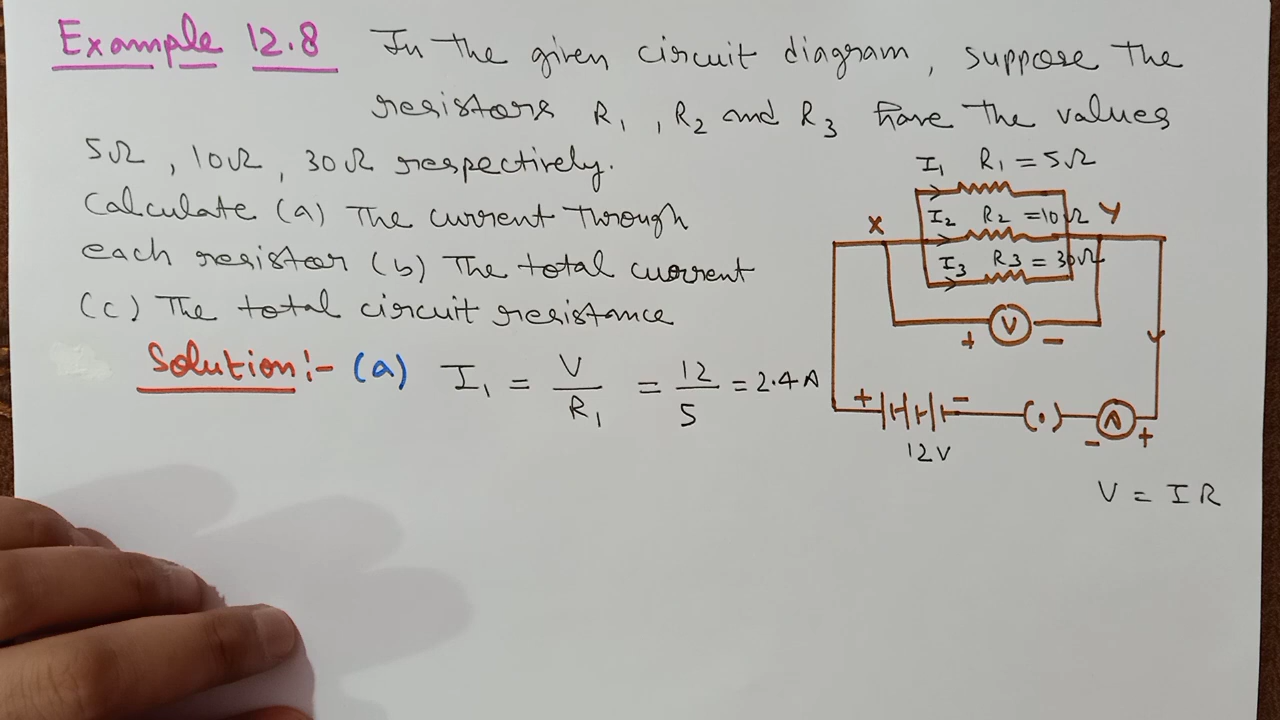 Example 12.8 In the given circuit diagram, suppose the
resistors R1, R2 and R3 have the values
5Ω, 10Ω, 30Ω respectively.
Calculate (a) The current through
each resistor (b) The total current
(c) The total circuit resistance
I1 R1 = 5Ω
I2 R2 = 10Ω
X Y
I3 R3 = 30Ω
+ V -
+ - (.) - A +
12V
V = IR
Solution:- (a) I1 = V/R1 = 12/5 = 2.4 A